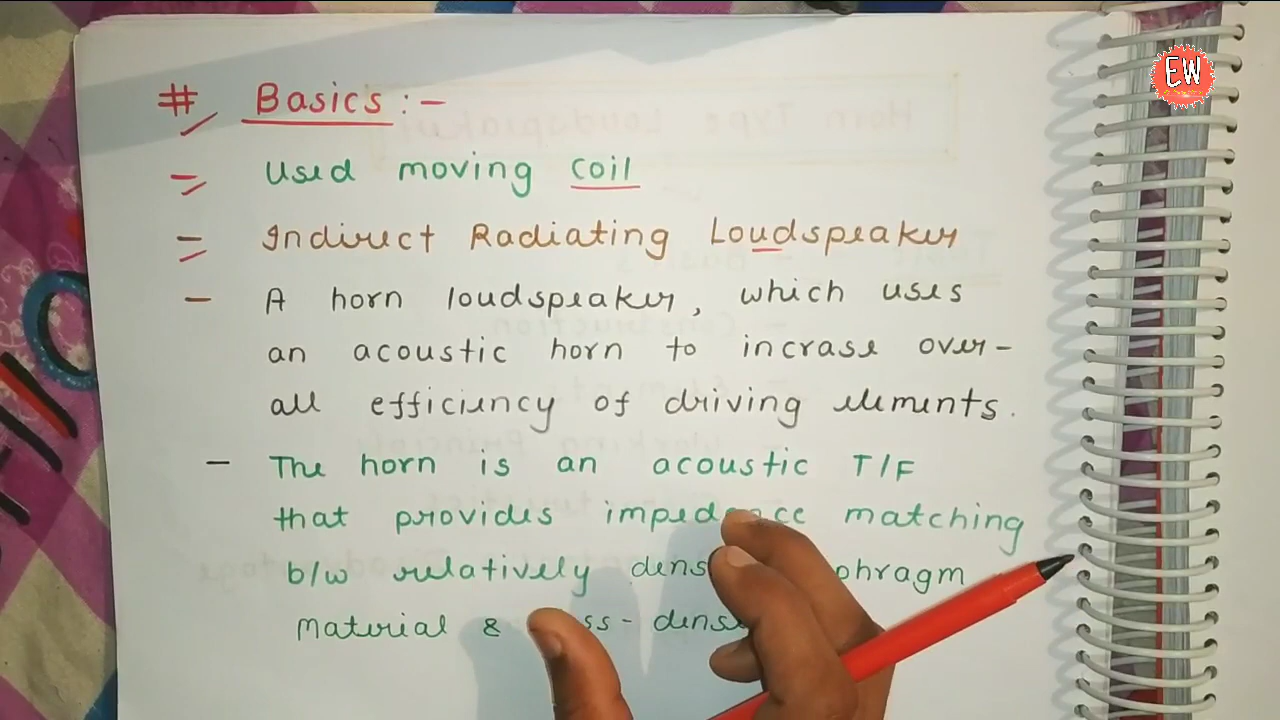 EW
# Basics :-
- Used moving coil
- Indirect Radiating Loudspeaker
- A horn loudspeaker, which uses
an acoustic horn to incrase over-
all efficiency of driving elements.
- The horn is an acoustic T/F
that provides impedence matching
b/w relatively
material &